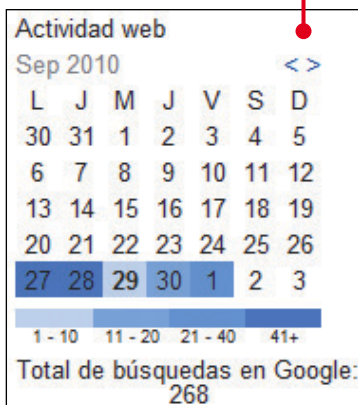 Actividad web
Sep 2010 < >
L J M J V S D
30 31 1 2 3 4 5
6 7 8 9 10 11 12
13 14 15 16 17 18 19
20 21 22 23 24 25 26
27 28 29 30 1 2 3
1 - 10 11 - 20 21 - 40 41+
Total de búsquedas en Google:
268